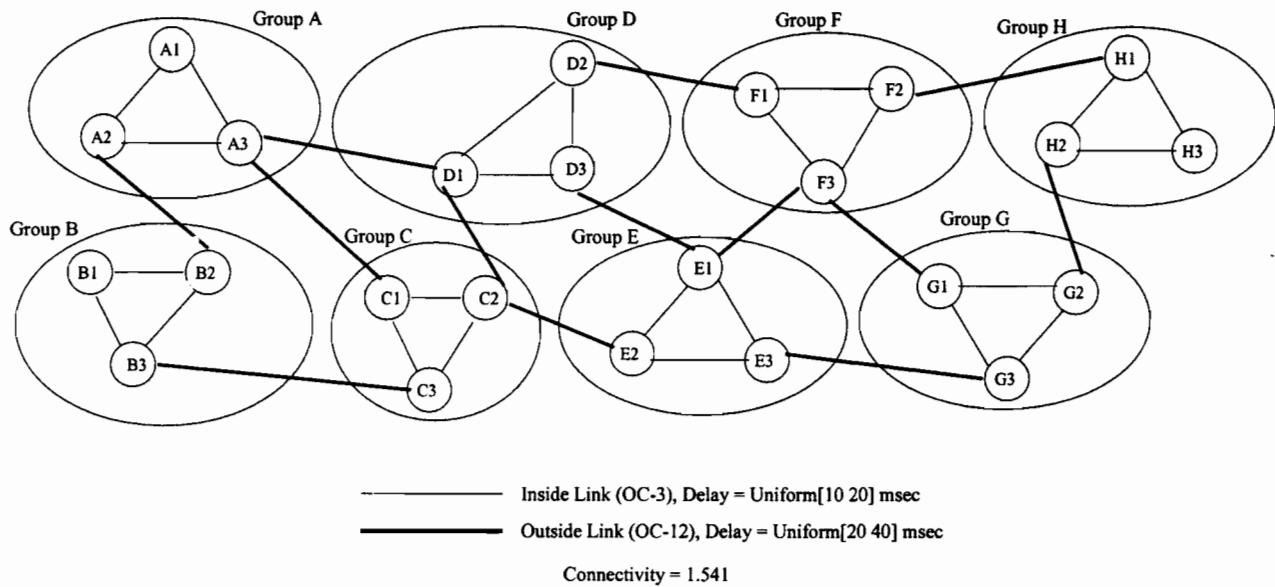 Group A
Group D
Group F
Group H
A1
A2
A3
D2
D1
D3
F1
F2
F3
H1
H2
H3
Group B
Group C
Group E
Group G
B1
B2
B3
C1
C2
C3
E1
E2
E3
G1
G2
G3
Inside Link (OC-3), Delay = Uniform[10 20] msec
Outside Link (OC-12), Delay = Uniform[20 40] msec
Connectivity = 1.541